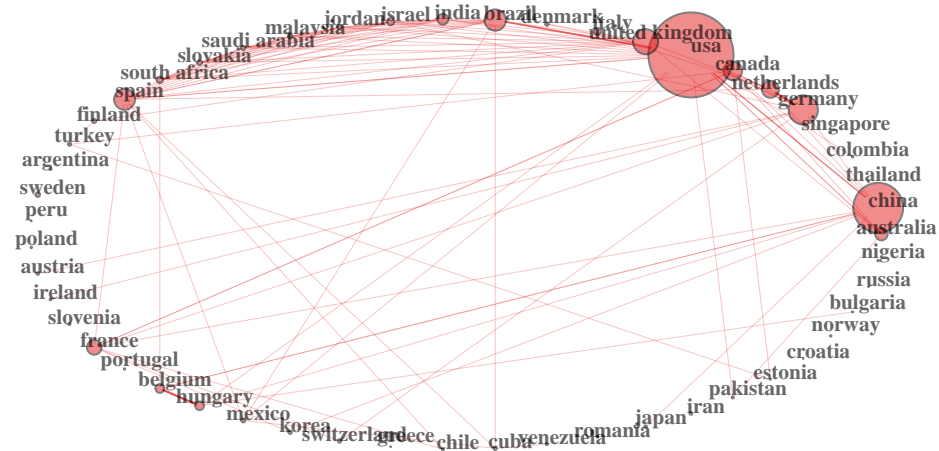 brazil
denmark
italy
united kingdom
usa
canada
netherlands
germany
singapore
colombia
thailand
china
australia
nigeria
russia
bulgaria
norway
croatia
estonia
pakistan
iran
japan
romania
venezuela
cuba
chile
greece
switzerland
korea
mexico
hungary
belgium
portugal
france
slovenia
ireland
austria
poland
peru
sweden
argentina
turkey
finland
spain
south africa
slovakia
saudi arabia
malaysia
jordan
israel
india